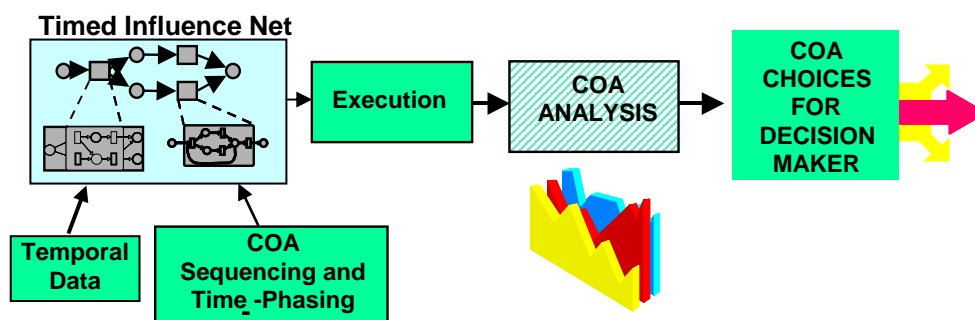 Timed Influence Net
Execution
COA
ANALYSIS
COA
CHOICES
FOR
DECISION
MAKER
Temporal
Data
COA
Sequencing and
Time -Phasing